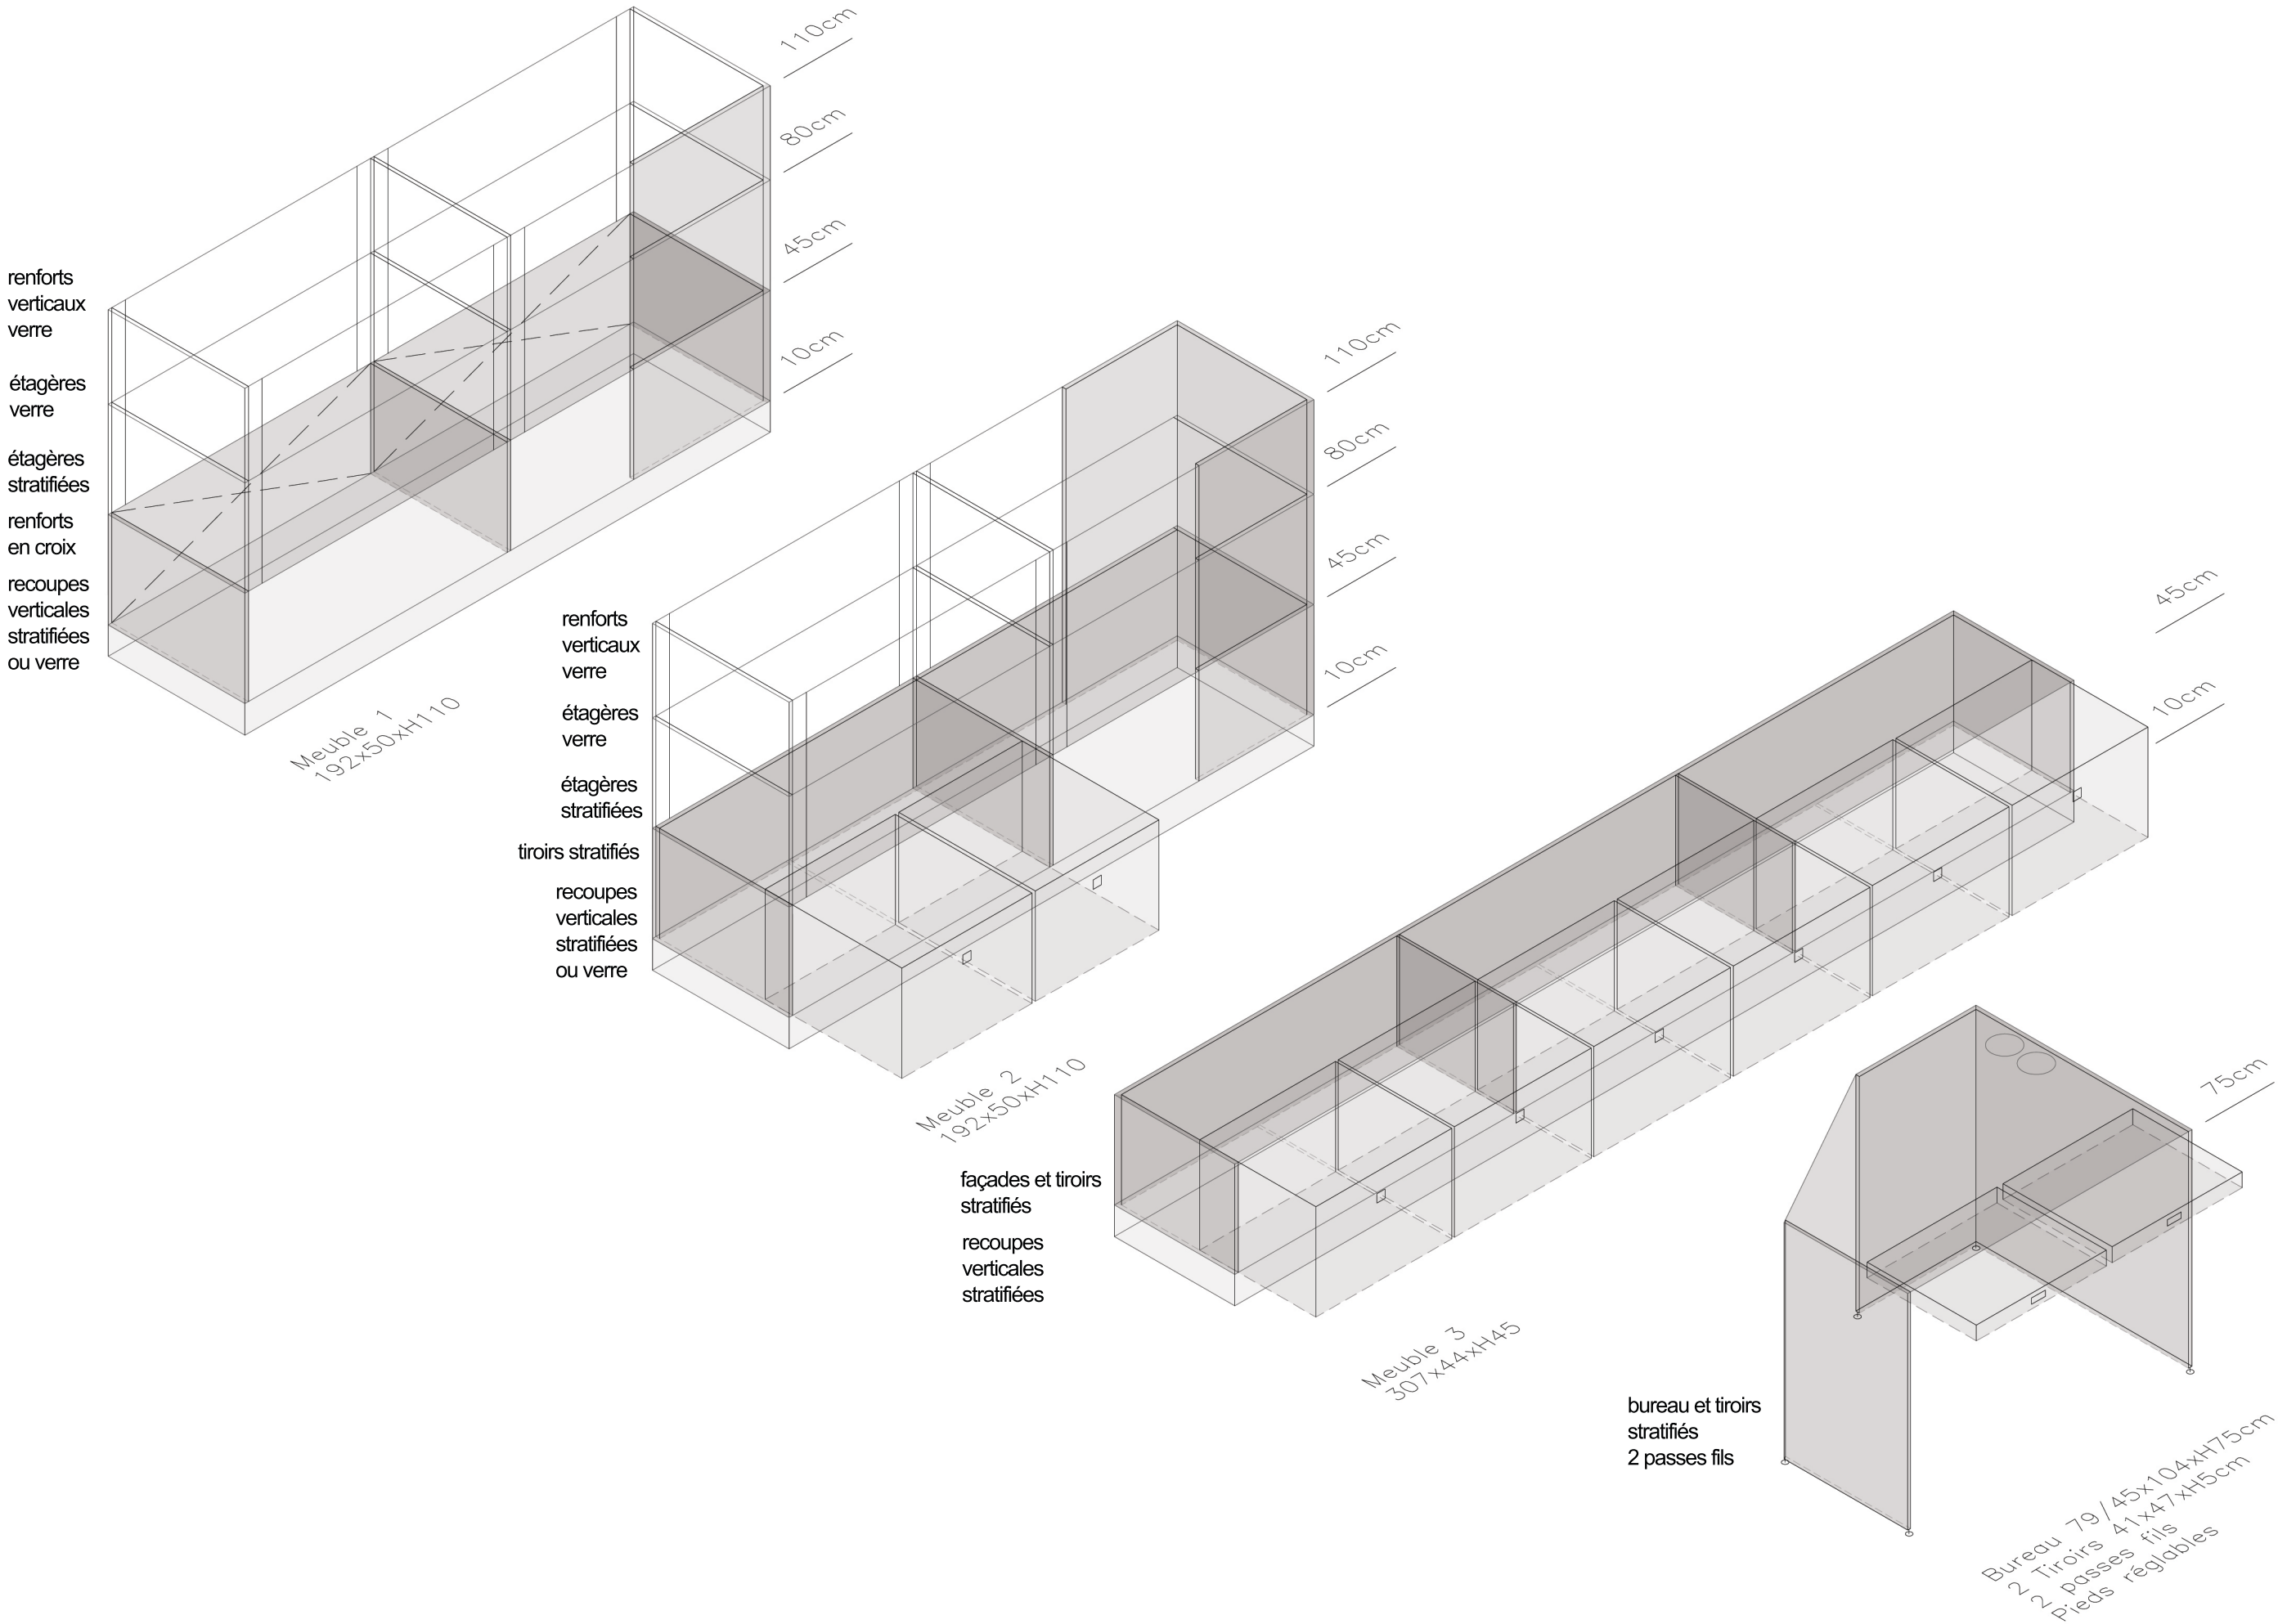 110cm
80cm
45cm
10cm
renforts
verticaux
verre
étagères
verre
étagères
stratifiées
renforts
en croix
recoupes
verticales
stratifiées
ou verre
Meuble 1
192x50xH110
110cm
80cm
45cm
10cm
renforts
verticaux
verre
étagères
verre
étagères
stratifiées
tiroirs stratifiés
recoupes
verticales
stratifiées
ou verre
Meuble 2
192x50xH110
45cm
10cm
façades et tiroirs
stratifiés
recoupes
verticales
stratifiées
Meuble 3
307x44xH45
75cm
bureau et tiroirs
stratifiés
2 passes fils
Bureau 79/45x104xH75cm
2 Tiroirs 41x47xH5cm
2 passes fils
Pieds réglables